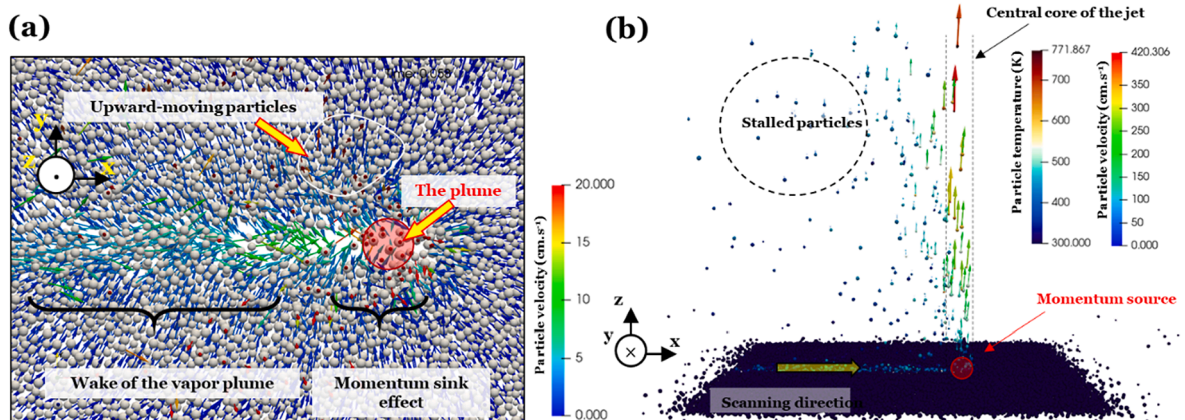 (a)
Time: 0.059
Upward-moving particles
y
z
x
The plume
Wake of the vapor plume
Momentum sink
effect
Particle velocity (cm.s⁻¹)
20.000
15
10
5
0.000
(b)
Central core of the jet
Stalled particles
Particle temperature (K)
771.867
700
600
500
400
300.000
Particle velocity (cm.s⁻¹)
420.306
350
300
250
200
150
100
50
0.000
Momentum source
z
y
x
Scanning direction